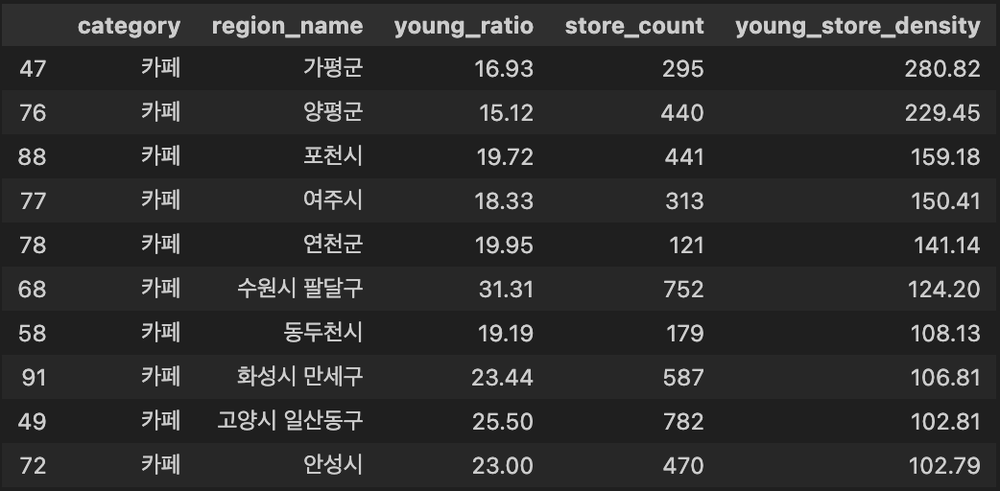 category region_name young_ratio store_count young_store_density
47 카페 가평군 16.93 295 280.82
76 카페 양평군 15.12 440 229.45
88 카페 포천시 19.72 441 159.18
77 카페 여주시 18.33 313 150.41
78 카페 연천군 19.95 121 141.14
68 카페 수원시 팔달구 31.31 752 124.20
58 카페 동두천시 19.19 179 108.13
91 카페 화성시 만세구 23.44 587 106.81
49 카페 고양시 일산동구 25.50 782 102.81
72 카페 안성시 23.00 470 102.79